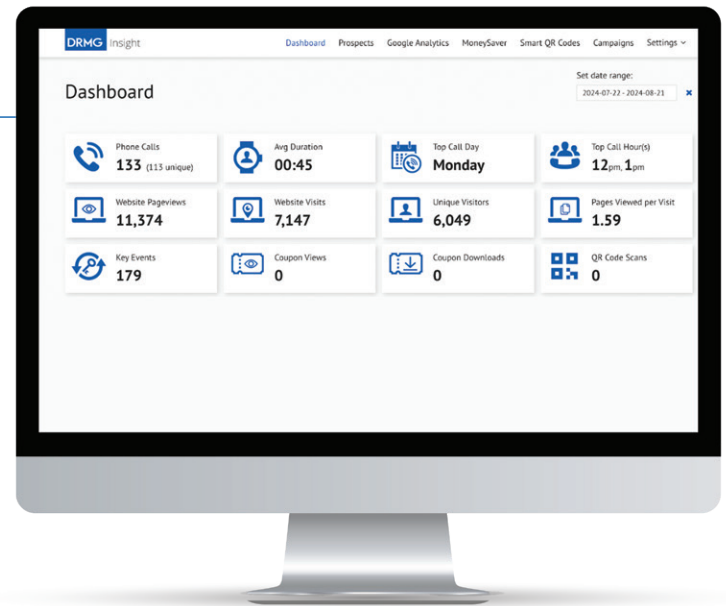 DRMG Insight
Dashboard Prospects Google Analytics MoneySaver Smart QR Codes Campaigns Settings
Set date range:
Dashboard
2024-07-22 - 2024-08-21 ×
Phone Calls
133 (113 unique)
Avg Duration
00:45
Top Call Day
Monday
Top Call Hour(s)
12pm, 1pm
Website Pageviews
11,374
Website Visits
7,147
Unique Visitors
6,049
Pages Viewed per Visit
1.59
Key Events
179
Coupon Views
0
Coupon Downloads
0
QR Code Scans
0